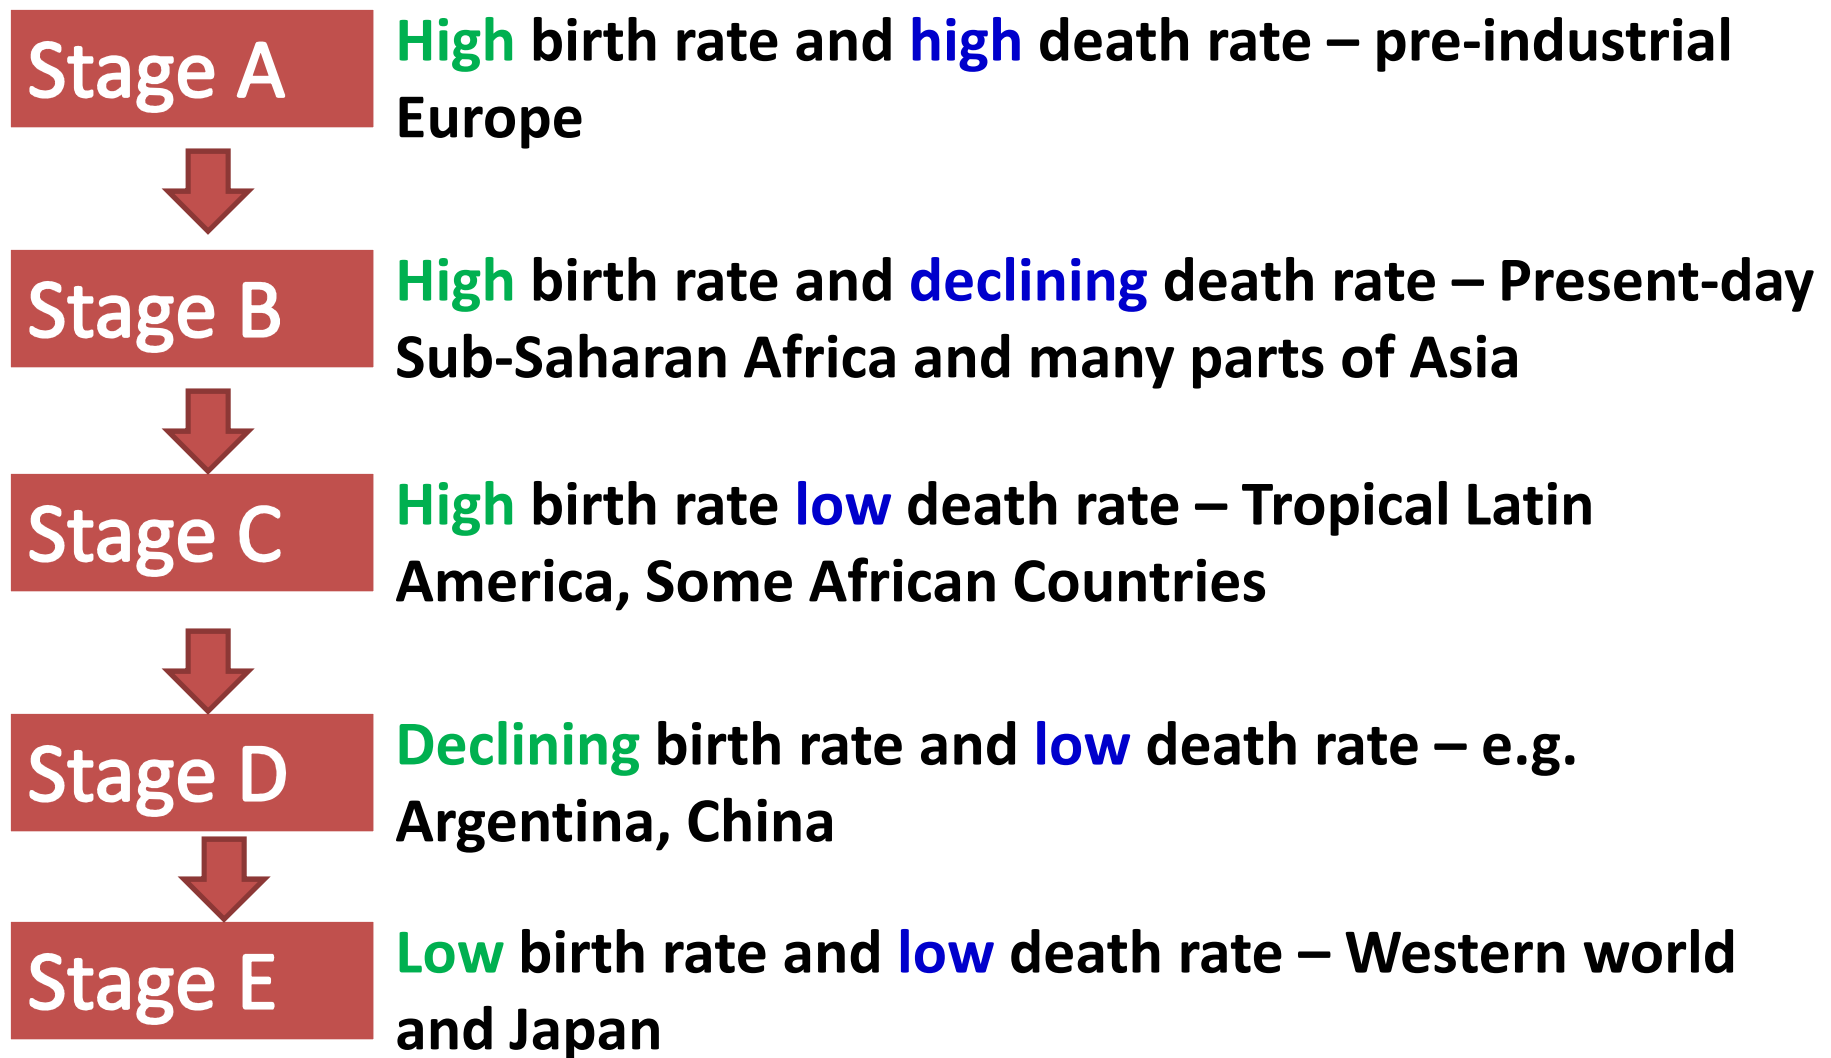 Stage A
High birth rate and high death rate – pre-industrial
Europe
Stage B
High birth rate and declining death rate – Present-day
Sub-Saharan Africa and many parts of Asia
Stage C
High birth rate low death rate – Tropical Latin
America, Some African Countries
Stage D
Declining birth rate and low death rate – e.g.
Argentina, China
Stage E
Low birth rate and low death rate – Western world
and Japan